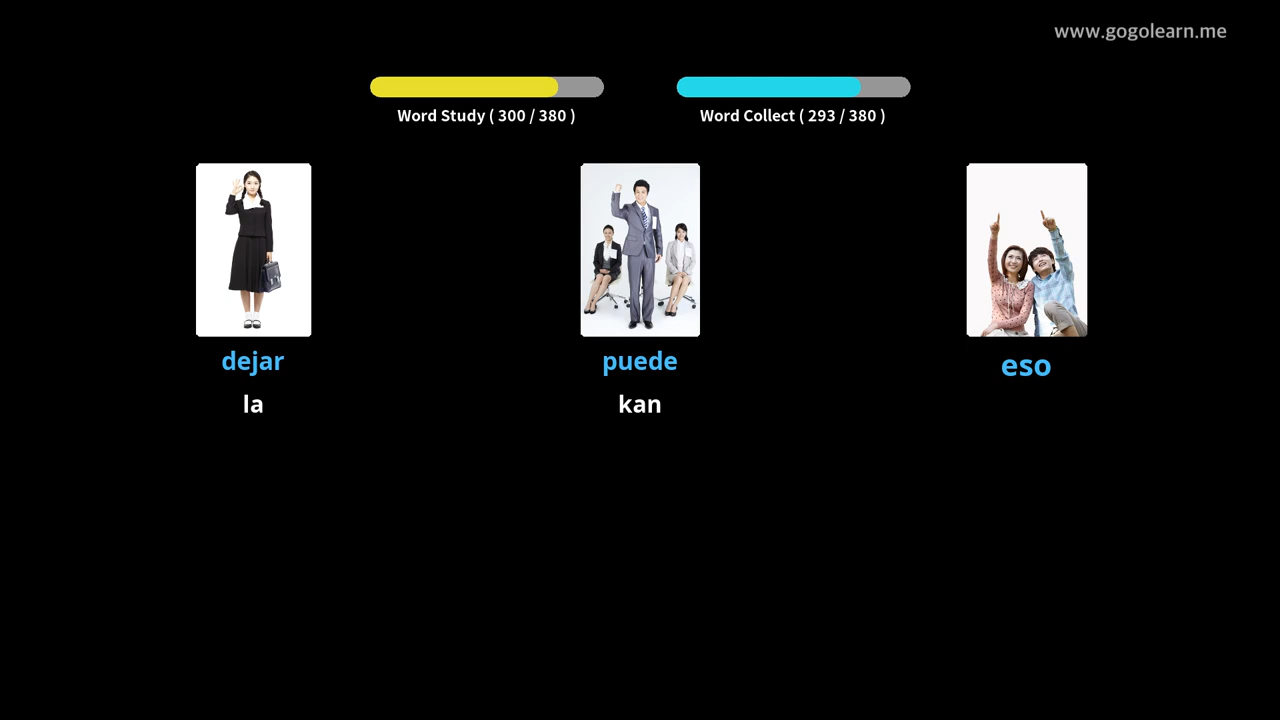 www.gogolearn.me
Word Study ( 300 / 380 )
Word Collect ( 293 / 380 )
dejar
puede
eso
la
kan